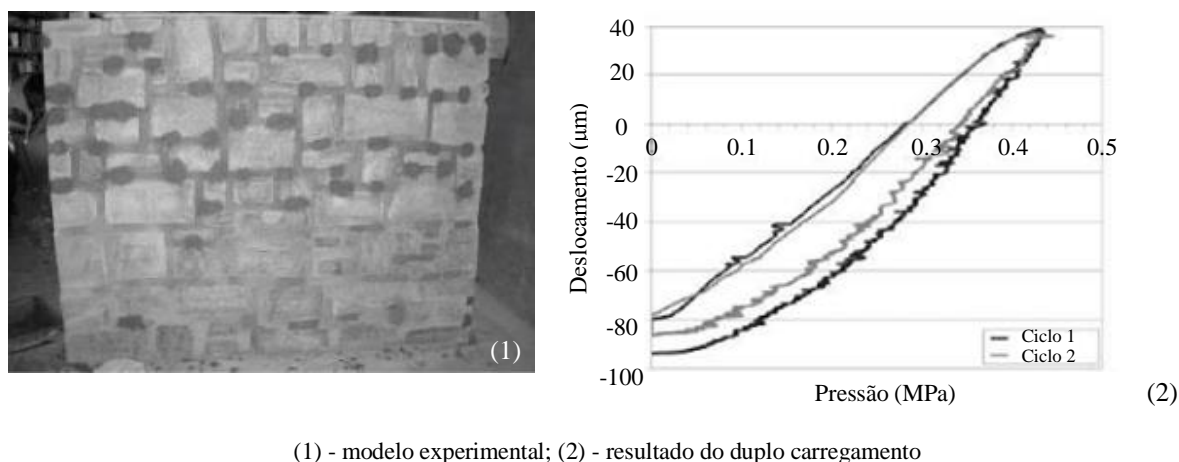 (1)
40
20
0
-20
-40
-60
-80
-100
0 0.1 0.2 0.3 0.4 0.5
Deslocamento (µm)
Pressão (MPa)
Ciclo 1
Ciclo 2
(2)
(1) - modelo experimental; (2) - resultado do duplo carregamento